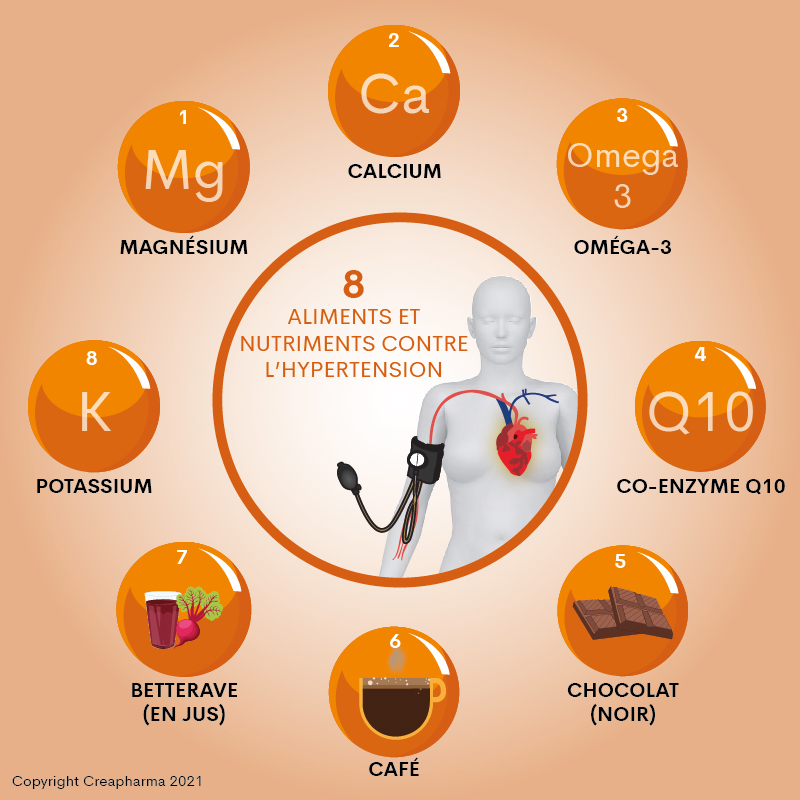 8
ALIMENTS ET
NUTRIMENTS CONTRE
L'HYPERTENSION
1
Mg
MAGNÉSIUM
2
Ca
CALCIUM
3
Omega
3
OMÉGA-3
4
Q10
CO-ENZYME Q10
5
CHOCOLAT
(NOIR)
6
CAFÉ
7
BETTERAVE
(EN JUS)
8
K
POTASSIUM
Copyright Creapharma 2021